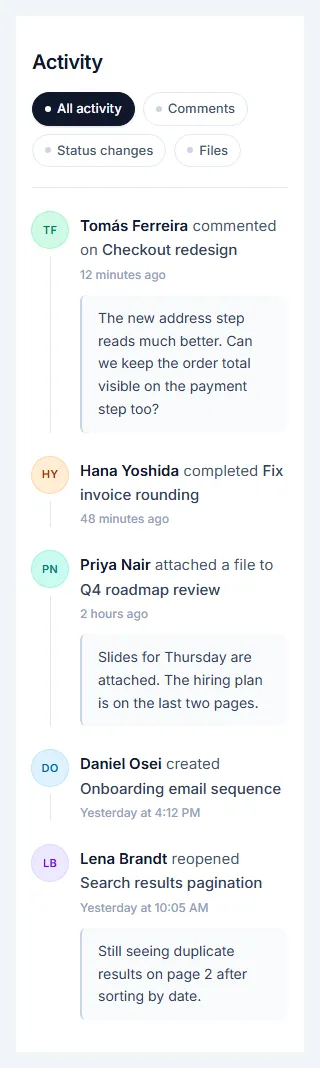 Activity
All activity
Comments
Status changes
Files
TF
Tomás Ferreira commented
on Checkout redesign
12 minutes ago
The new address step
reads much better. Can
we keep the order total
visible on the payment
step too?
HY
Hana Yoshida completed Fix
invoice rounding
48 minutes ago
PN
Priya Nair attached a file to
Q4 roadmap review
2 hours ago
Slides for Thursday are
attached. The hiring plan
is on the last two pages.
DO
Daniel Osei created
Onboarding email sequence
Yesterday at 4:12 PM
LB
Lena Brandt reopened
Search results pagination
Yesterday at 10:05 AM
Still seeing duplicate
results on page 2 after
sorting by date.